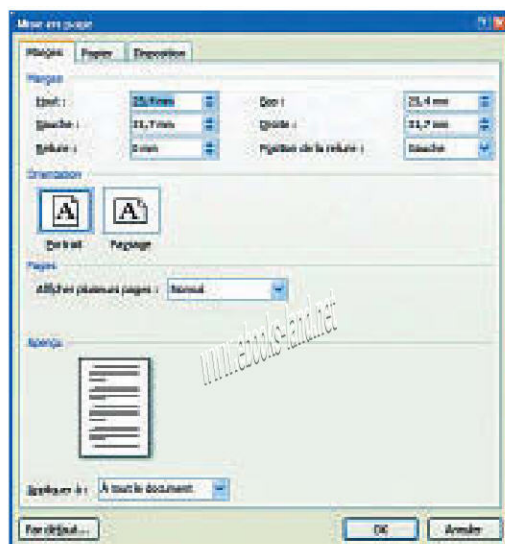 Mise en page
Marges Papier Disposition
Marges
Haut : 25,4 mm Bas : 25,4 mm
Gauche : 31,7 mm Droite : 31,7 mm
Reliure : 0 mm Position de la reliure : Gauche
Orientation
Portrait Paysage
Pages
Afficher plusieurs pages : Normal
www.ebooks-land.net
Aperçu
Appliquer à : À tout le document
Par défaut... OK Annuler